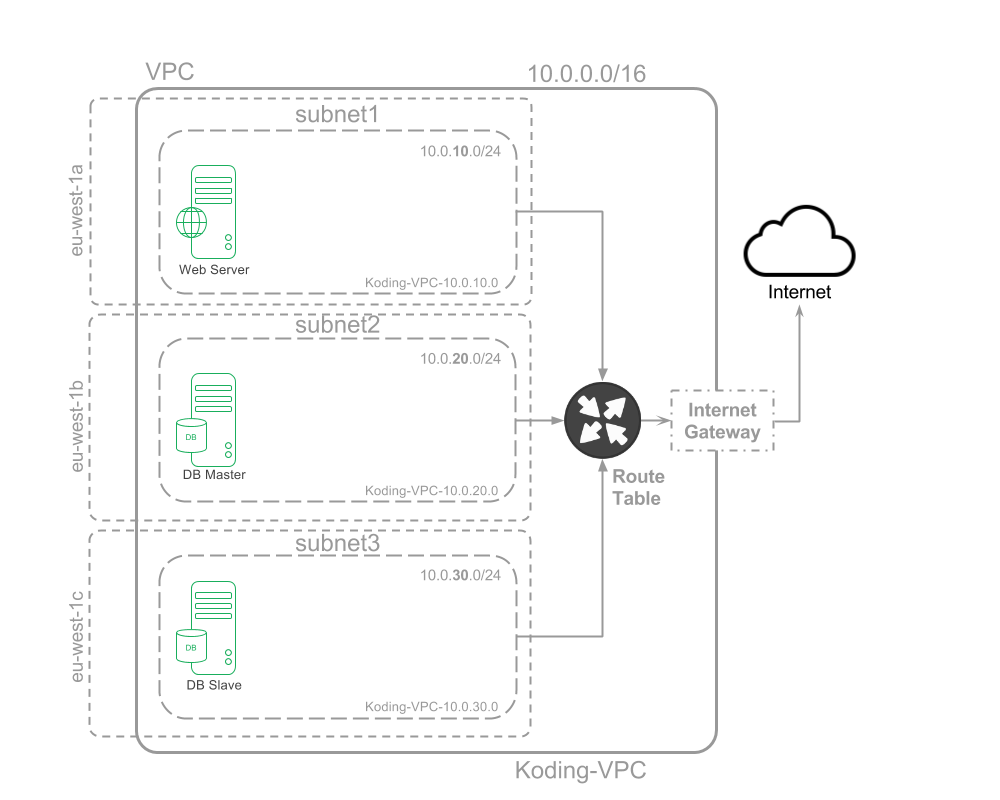 VPC
10.0.0.0/16
eu-west-1a
subnet1
10.0.10.0/24
Web Server
Koding-VPC-10.0.10.0
eu-west-1b
subnet2
10.0.20.0/24
DB
DB Master
Koding-VPC-10.0.20.0
eu-west-1c
subnet3
10.0.30.0/24
DB
DB Slave
Koding-VPC-10.0.30.0
Route
Table
Internet
Gateway
Internet
Koding-VPC